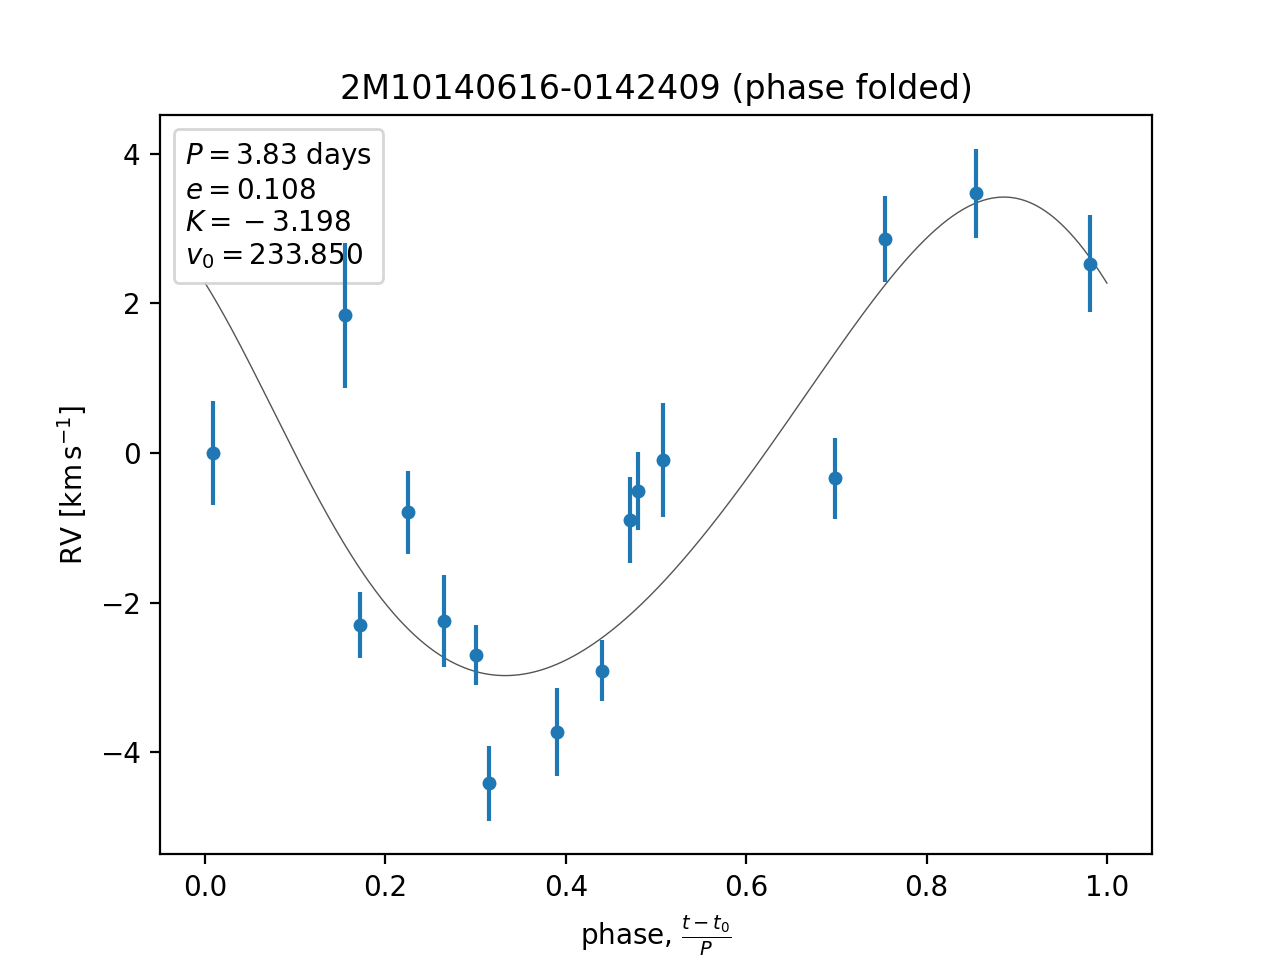 2M10140616-0142409 (phase folded)
P = 3.83 days
e = 0.108
K = −3.198
v₀ = 233.850
4
2
0
−2
−4
RV [km s⁻¹]
0.0 0.2 0.4 0.6 0.8 1.0
phase, (t − t₀)/P